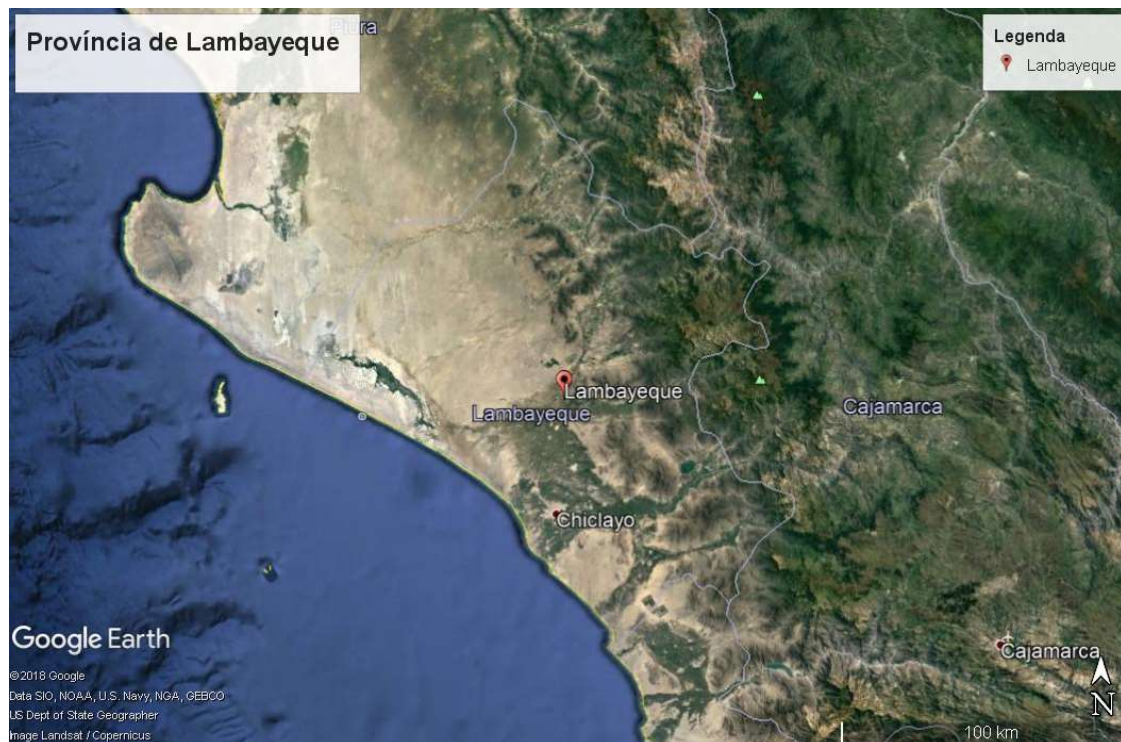 Piura
Província de Lambayeque
Legenda
Lambayeque
Lambayeque
Lambayeque
Cajamarca
Chiclayo
Cajamarca
Google Earth
©2018 Google
Data SIO, NOAA, U.S. Navy, NGA, GEBCO
US Dept of State Geographer
Image Landsat / Copernicus
N
100 km